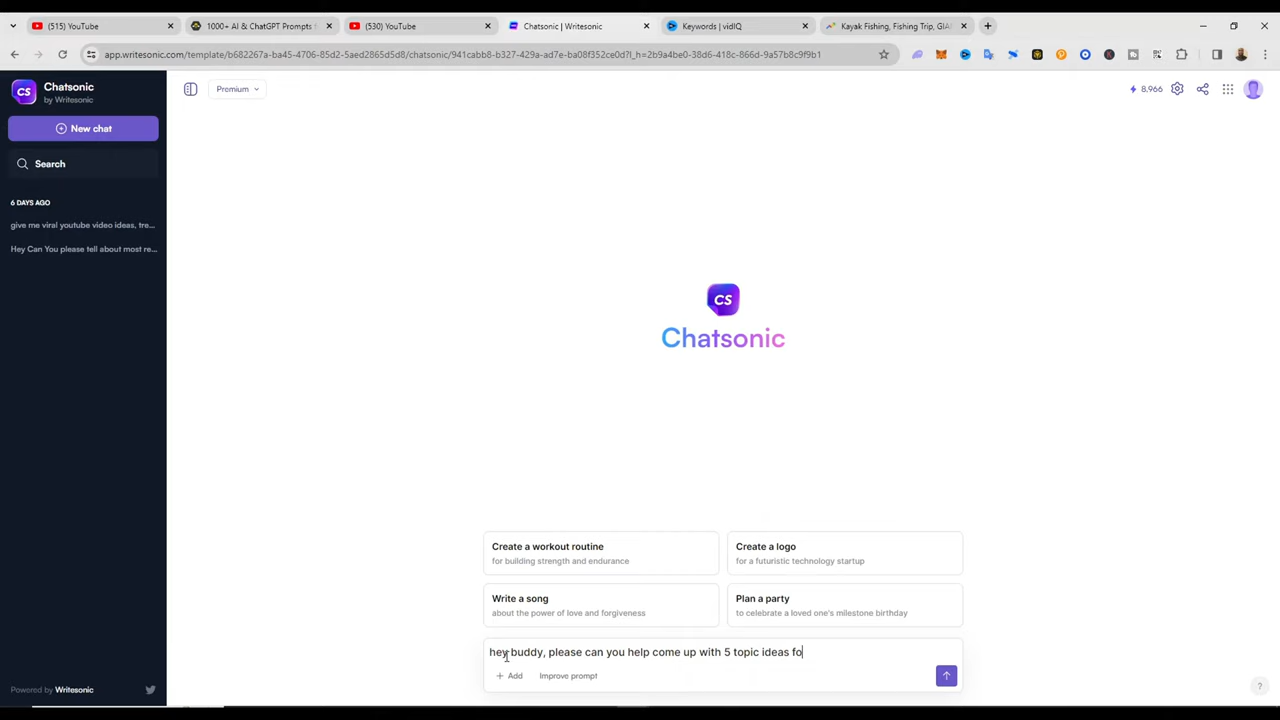 (515) YouTube
1000+ AI & ChatGPT Prompts f
(530) YouTube
Chatsonic | Writesonic
Keywords | vidIQ
Kayak Fishing, Fishing Trip, GIA
app.writesonic.com/template/b682267a-ba45-4706-85d2-5aed2865d5d8/chatsonic/941cabb8-b327-429a-ad7e-ba08f352ce0d?l_h=2b9a4be0-38d6-418c-866d-9a57b8c9f9b1
CS
Chatsonic
by Writesonic
Premium
8,966
New chat
Search
6 DAYS AGO
give me viral youtube video ideas, tre...
Hey Can You please tell about most re...
CS
Chatsonic
Create a workout routine
for building strength and endurance
Create a logo
for a futuristic technology startup
Write a song
about the power of love and forgiveness
Plan a party
to celebrate a loved one's milestone birthday
hey buddy, please can you help come up with 5 topic ideas fo
+ Add
Improve prompt
Powered by Writesonic
?